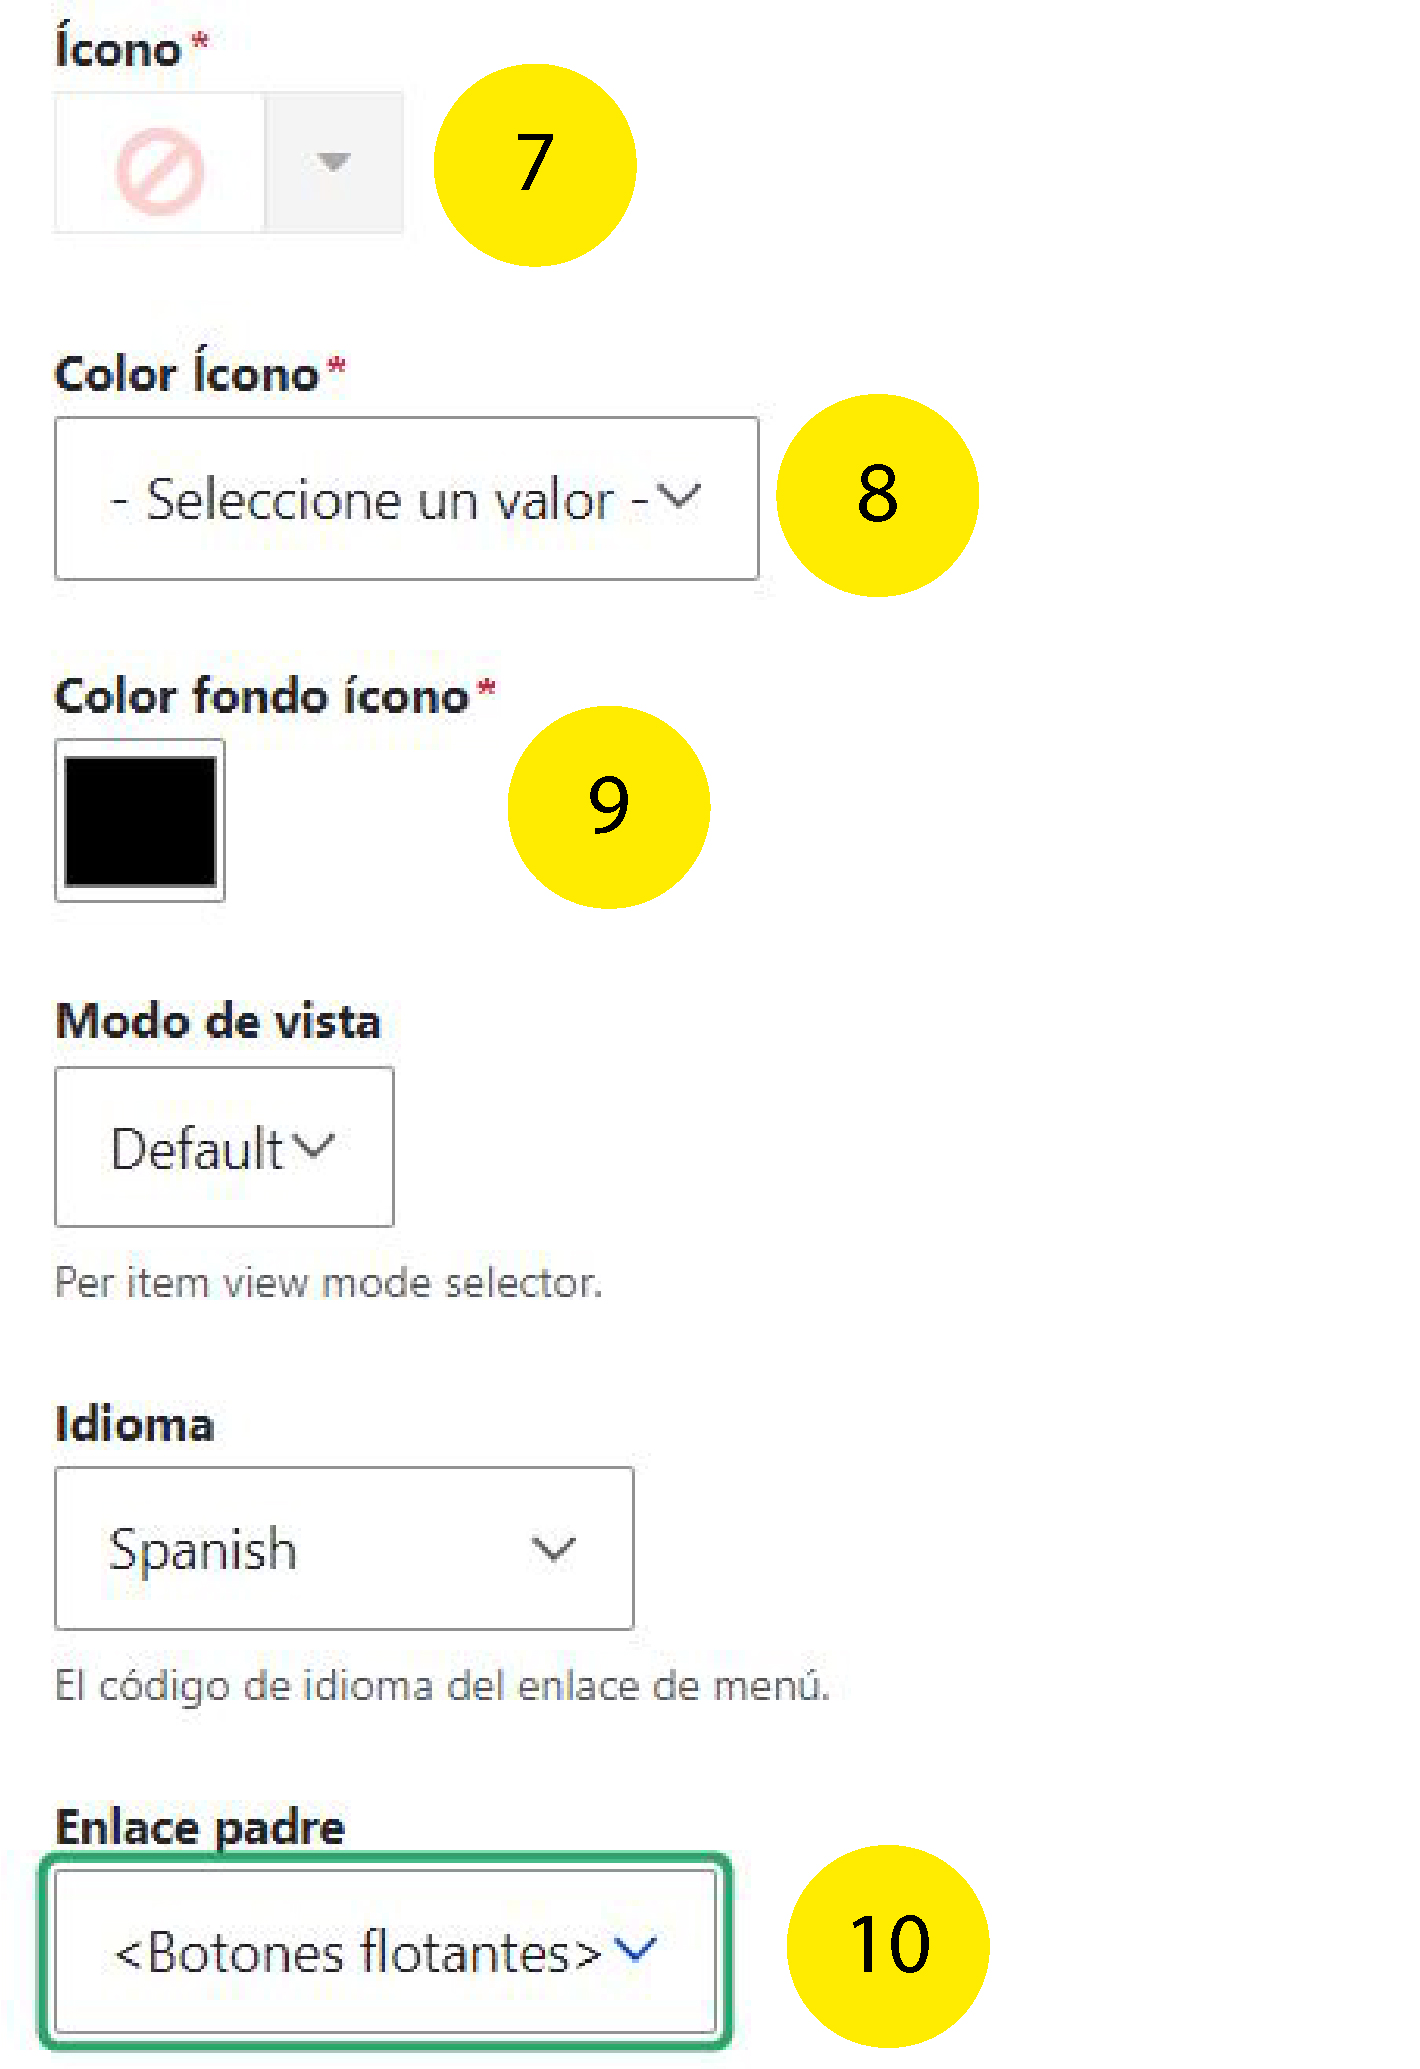 Ícono *
7
Color Ícono *
- Seleccione un valor -
8
Color fondo ícono *
9
Modo de vista
Default
Per item view mode selector.
Idioma
Spanish
El código de idioma del enlace de menú.
Enlace padre
<Botones flotantes>
10